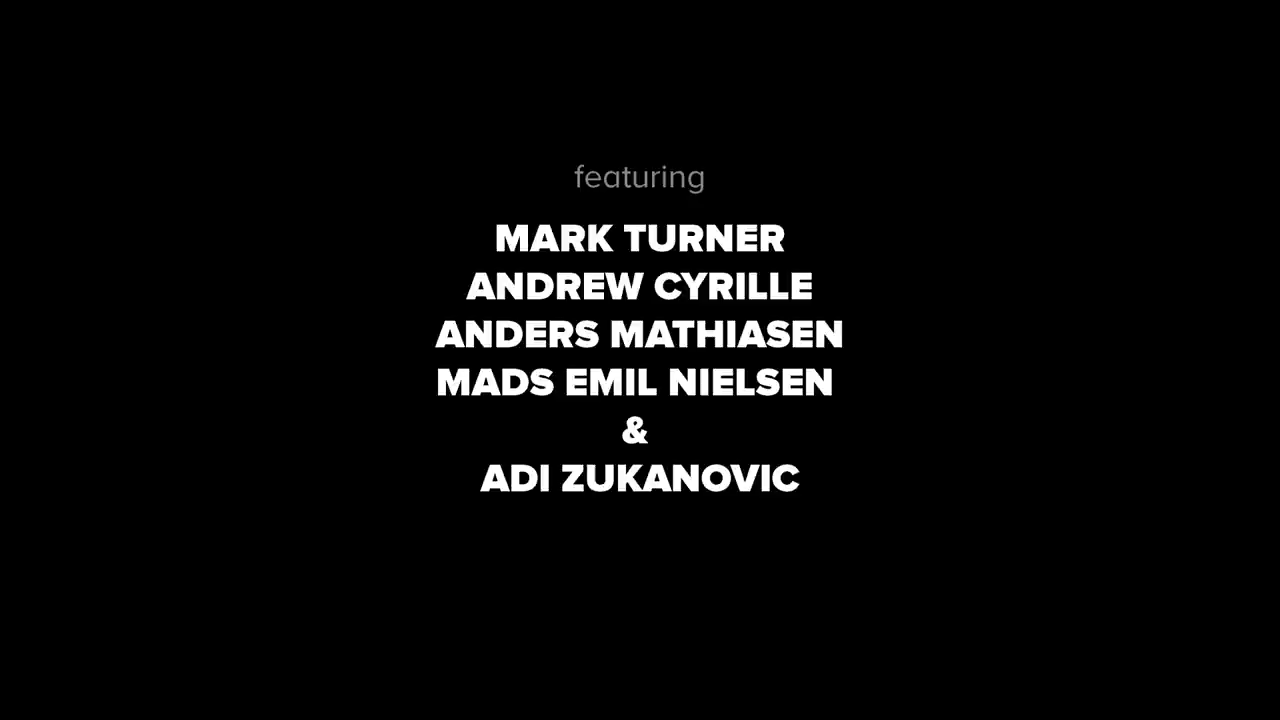 featuring
MARK TURNER
ANDREW CYRILLE
ANDERS MATHIASEN
MADS EMIL NIELSEN
&
ADI ZUKANOVIC